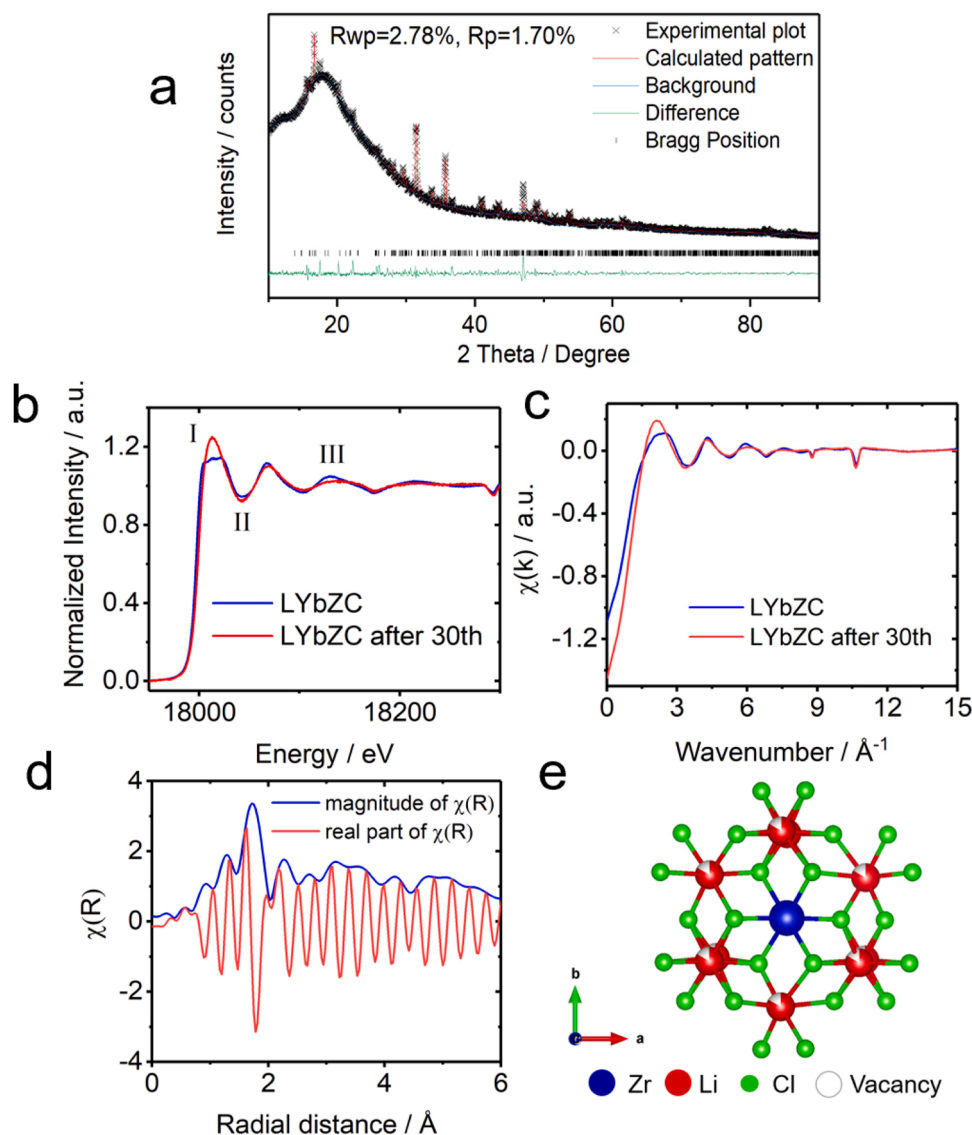 a
Rwp=2.78%, Rp=1.70%
Experimental plot
Calculated pattern
Background
Difference
Bragg Position
Intensity / counts
20
40
60
80
2 Theta / Degree
b
Normalized Intensity / a.u.
1.2
0.8
0.4
0.0
I
II
III
LYbZC
LYbZC after 30th
18000
18200
Energy / eV
c
χ(k) / a.u.
0.0
-0.4
-0.8
-1.2
LYbZC
LYbZC after 30th
0
3
6
9
12
15
Wavenumber / Å⁻¹
d
χ(R)
4
2
0
-2
-4
magnitude of χ(R)
real part of χ(R)
0
2
4
6
Radial distance / Å
e
b
a
Zr Li Cl Vacancy